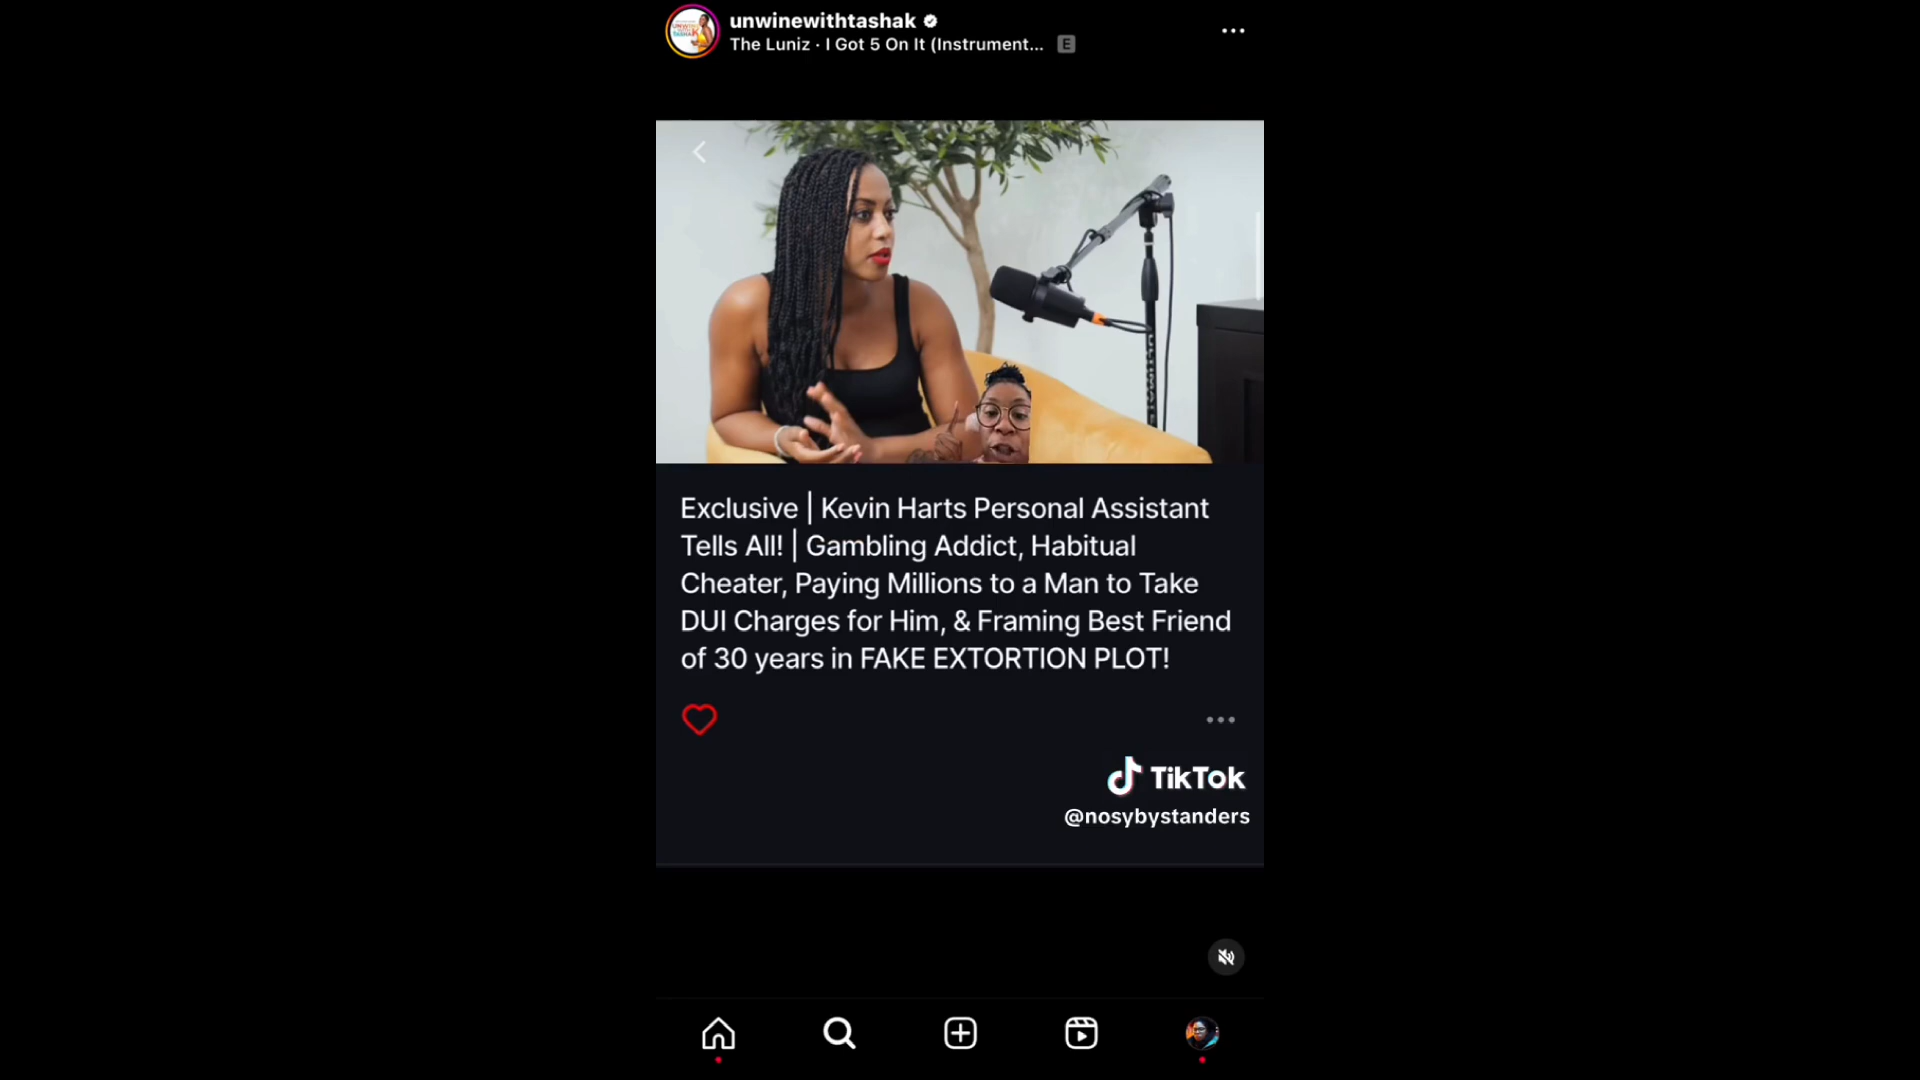 unwinewithtashak
The Luniz · I Got 5 On It (Instrument... E
Exclusive | Kevin Harts Personal Assistant
Tells All! | Gambling Addict, Habitual
Cheater, Paying Millions to a Man to Take
DUI Charges for Him, & Framing Best Friend
of 30 years in FAKE EXTORTION PLOT!
TikTok
@nosybystanders